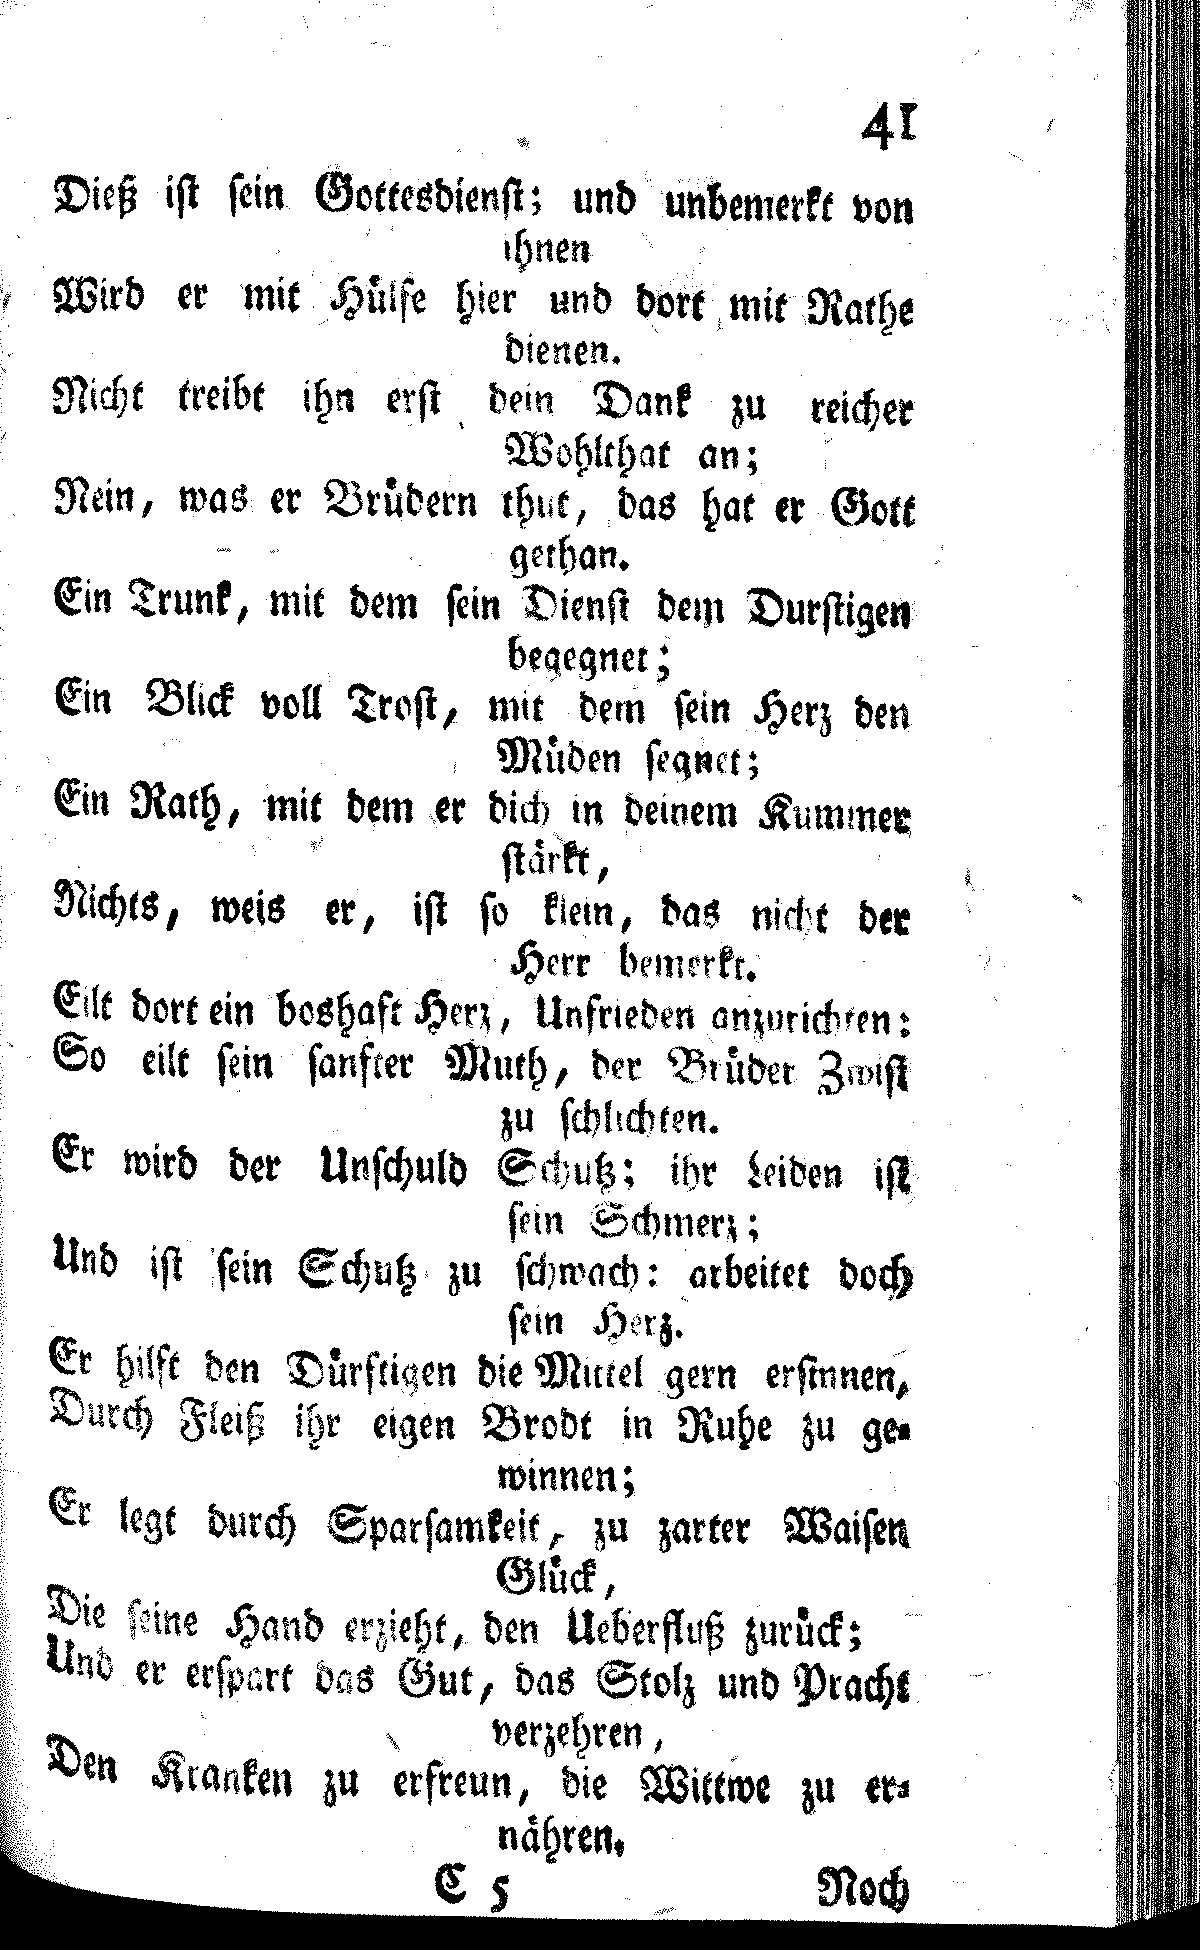 41
Dieß ist sein Gottesdienst; und unbemerkt von
ihnen
Wird er mit Hülfe hier und dort mit Rathe
dienen.
Nicht treibt ihn erst dein Dank zu reicher
Wohlthat an;
Nein, was er Brüdern thut, das hat er Gott
gethan.
Ein Trunk, mit dem sein Dienst dem Durstigen
begegnet;
Ein Blick voll Trost, mit dem sein Herz den
Müden segnet;
Ein Rath, mit dem er dich in deinem Kummer
stärkt,
Nichts, weis er, ist so klein, das nicht der
Herr bemerkt.
Eilt dort ein boshaft Herz, Unfrieden anzurichten:
So eilt sein sanfter Muth, der Brüder Zwist
zu schlichten.
Er wird der Unschuld Schutz; ihr Leiden ist
sein Schmerz;
Und ist sein Schutz zu schwach: arbeitet doch
sein Herz.
Er hilft den Dürftigen die Mittel gern ersinnen,
Durch Fleiß ihr eigen Brodt in Ruhe zu ge-
winnen;
Er legt durch Sparsamkeit, zu zarter Waisen
Glück,
Die seine Hand erzieht, den Ueberfluß zurück;
Und er erspart das Gut, das Stolz und Pracht
verzehren,
Den Kranken zu erfreun, die Wittwe zu er-
nähren.
C 5 Noch